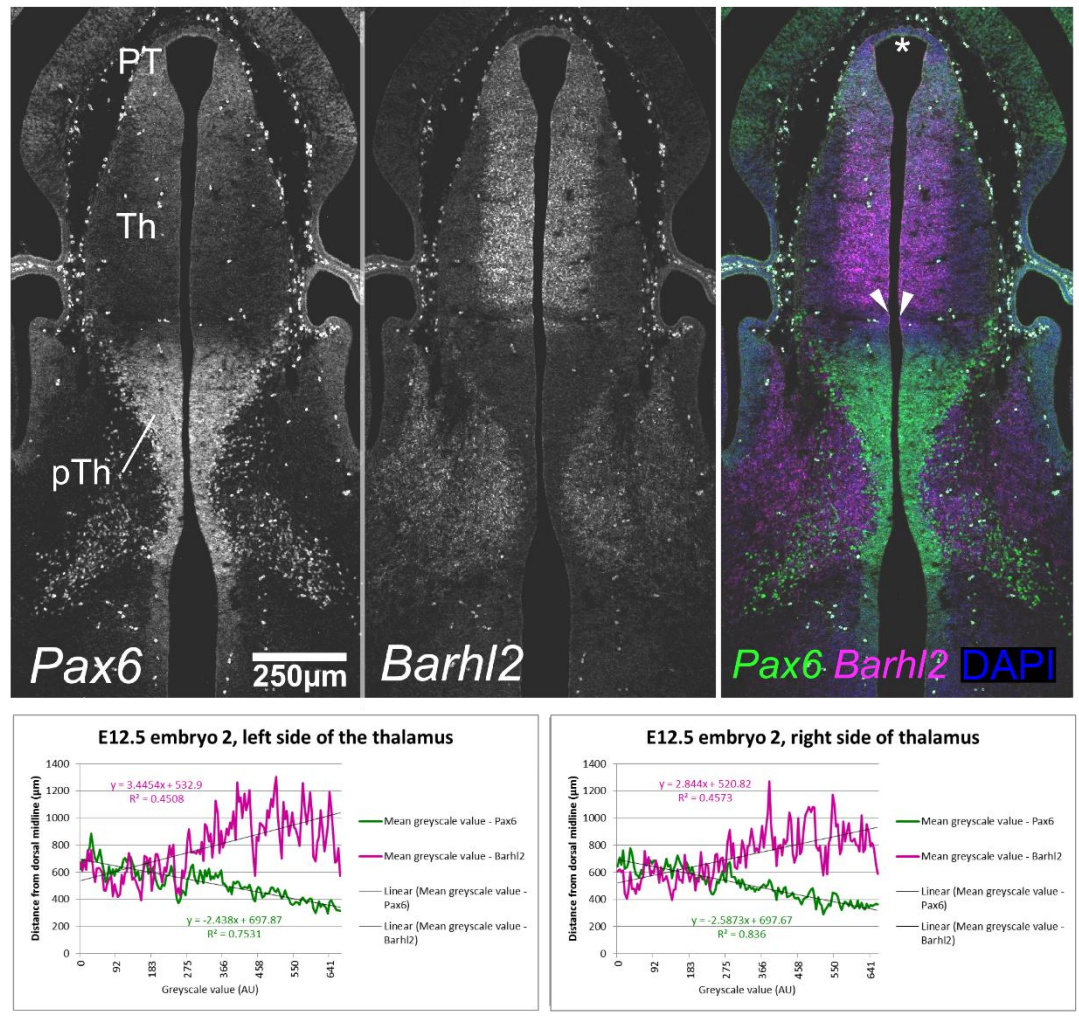 PT
*
Th
pTh
Pax6
250µm
Barhl2
Pax6 Barhl2 DAPI
E12.5 embryo 2, left side of the thalamus
Distance from dorsal midline (µm)
1400
1200
1000
800
600
400
200
0
y = 3.4454x + 532.9
R² = 0.4508
y = -2.438x + 697.87
R² = 0.7531
0 92 183 275 366 458 550 641
Greyscale value (AU)
Mean greyscale value - Pax6
Mean greyscale value - Barhl2
Linear (Mean greyscale value -
Pax6)
Linear (Mean greyscale value -
Barhl2)
E12.5 embryo 2, right side of thalamus
Distance from dorsal midline (µm)
1400
1200
1000
800
600
400
200
0
y = 2.844x + 520.82
R² = 0.4573
y = -2.5873x + 697.67
R² = 0.836
0 92 183 275 366 458 550 641
Greyscale value (AU)
Mean greyscale value - Pax6
Mean greyscale value - Barhl2
Linear (Mean greyscale value -
Pax6)
Linear (Mean greyscale value -
Barhl2)